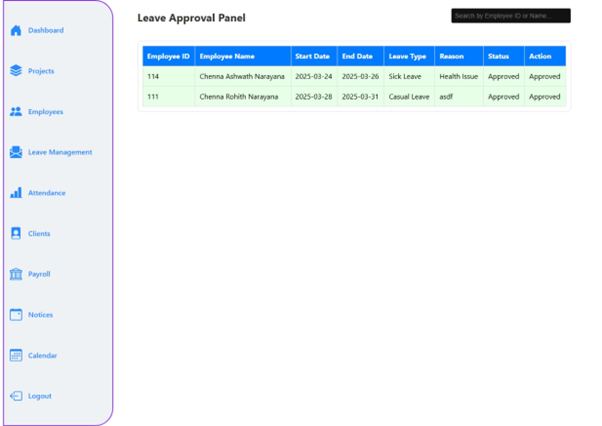 Leave Approval Panel
Search by Employee ID or Name...
Dashboard
Projects
Employees
Leave Management
Attendance
Clients
Payroll
Notices
Calendar
Logout
Employee ID Employee Name Start Date End Date Leave Type Reason Status Action
114 Chenna Ashwath Narayana 2025-03-24 2025-03-26 Sick Leave Health Issue Approved Approved
111 Chenna Rohith Narayana 2025-03-28 2025-03-31 Casual Leave asdf Approved Approved